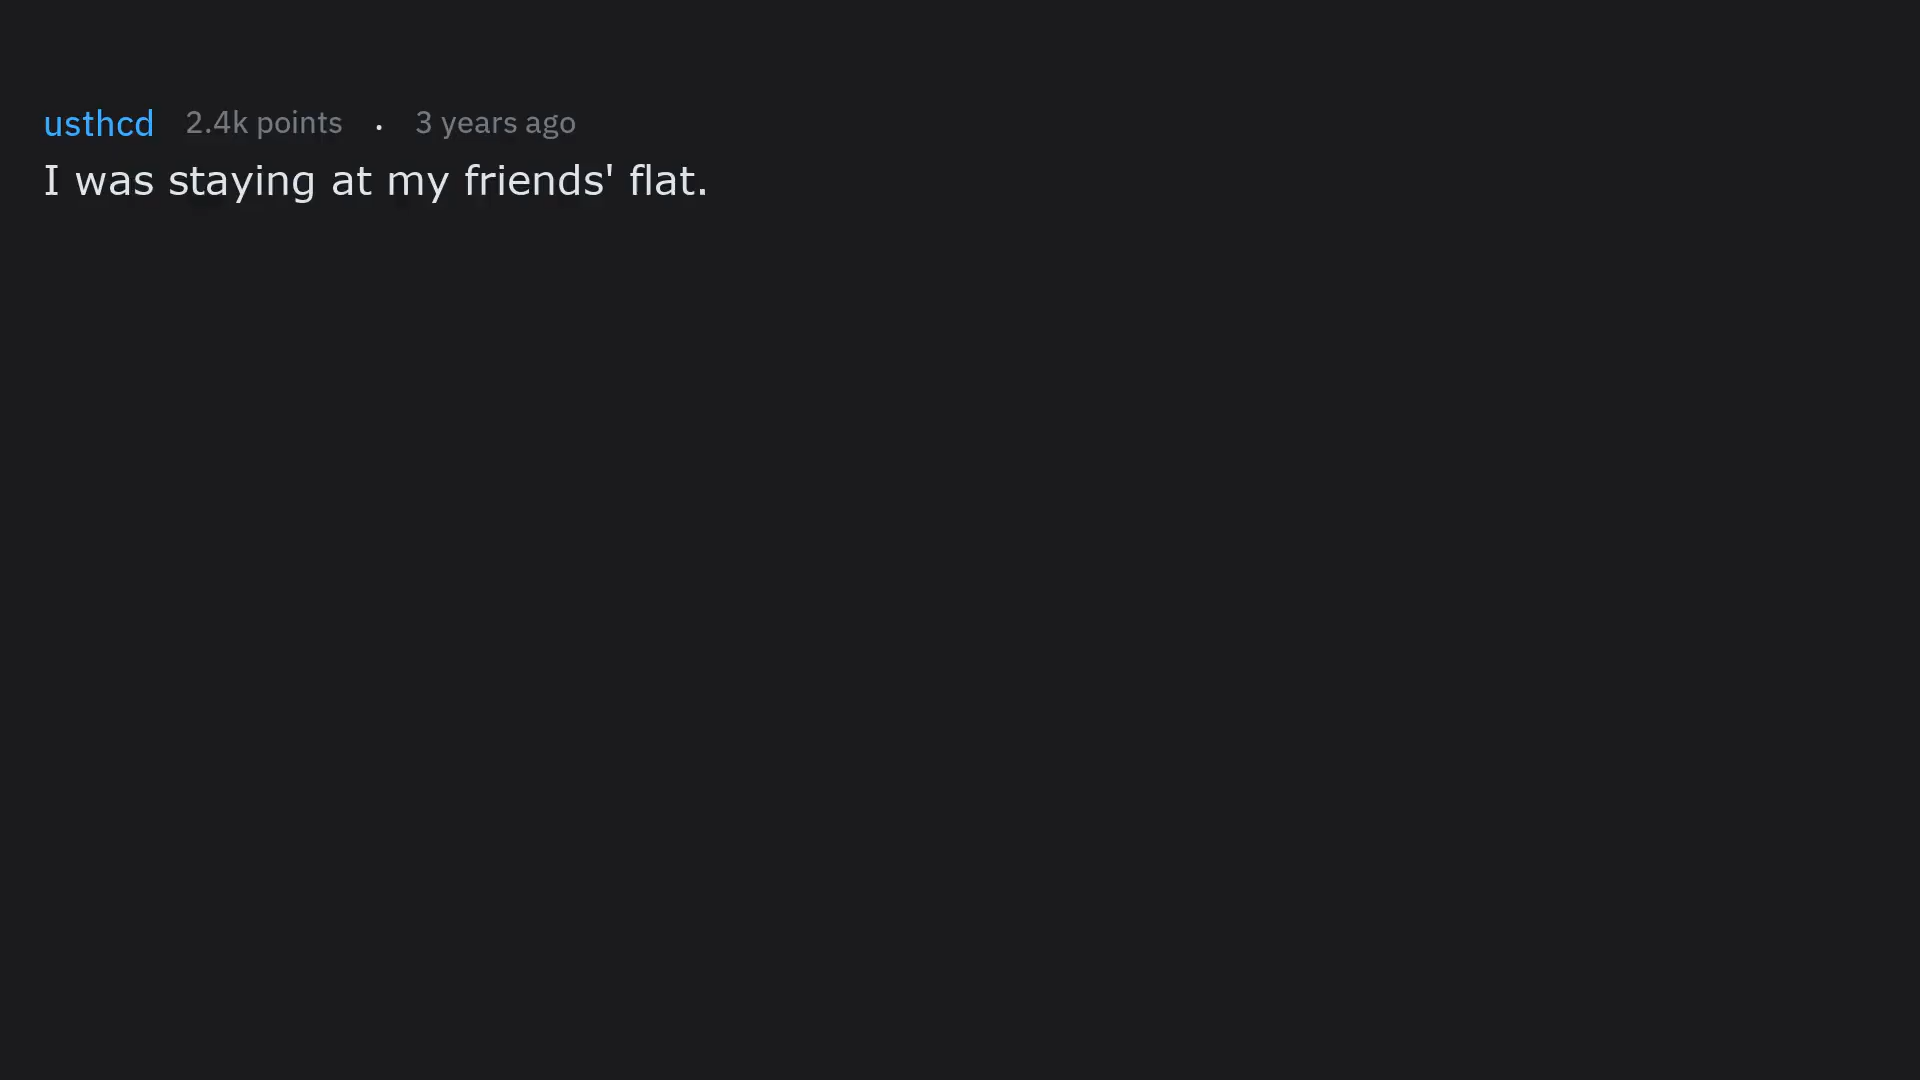 usthcd 2.4k points . 3 years ago
I was staying at my friends' flat.